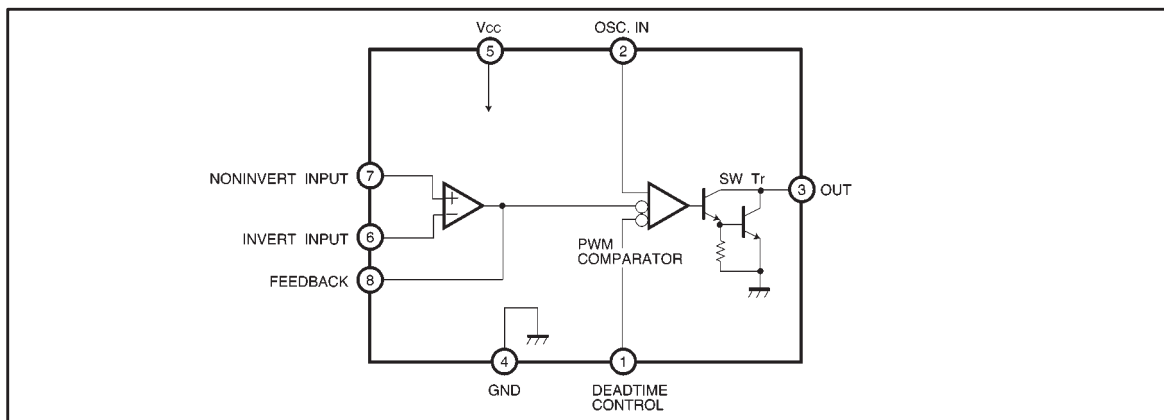 Vcc
5
OSC. IN
2
NONINVERT INPUT
7
+
SW Tr
3
OUT
INVERT INPUT
6
−
PWM
COMPARATOR
FEEDBACK
8
4
GND
1
DEADTIME
CONTROL